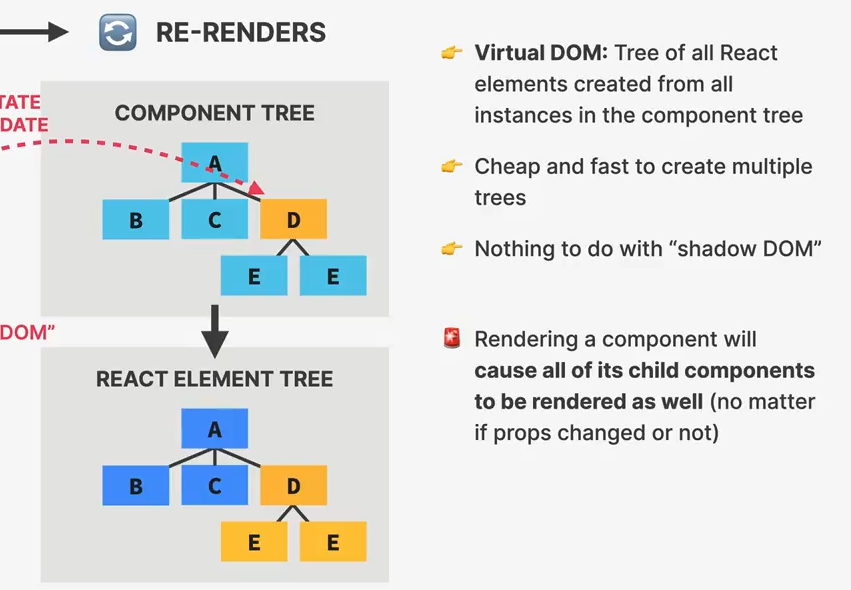 RE-RENDERS
TATE
DATE
COMPONENT TREE
A
B C D
E E
DOM”
REACT ELEMENT TREE
A
B C D
E E
Virtual DOM: Tree of all React
elements created from all
instances in the component tree
Cheap and fast to create multiple
trees
Nothing to do with “shadow DOM”
Rendering a component will
cause all of its child components
to be rendered as well (no matter
if props changed or not)